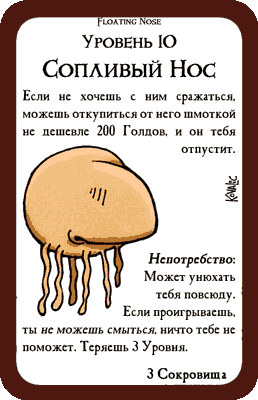 Floating Nose
Уровень 10
Сопливый Нос
Если не хочешь с ним сражаться,
можешь откупиться от него шмоткой
не дешевле 200 Голдов, и он тебя
отпустит.
Kovalic
Непотребство:
Может унюхать
тебя повсюду.
Если проигрываешь,
ты не можешь смыться, ничто тебе не
поможет. Теряешь 3 Уровня.
3 Сокровища